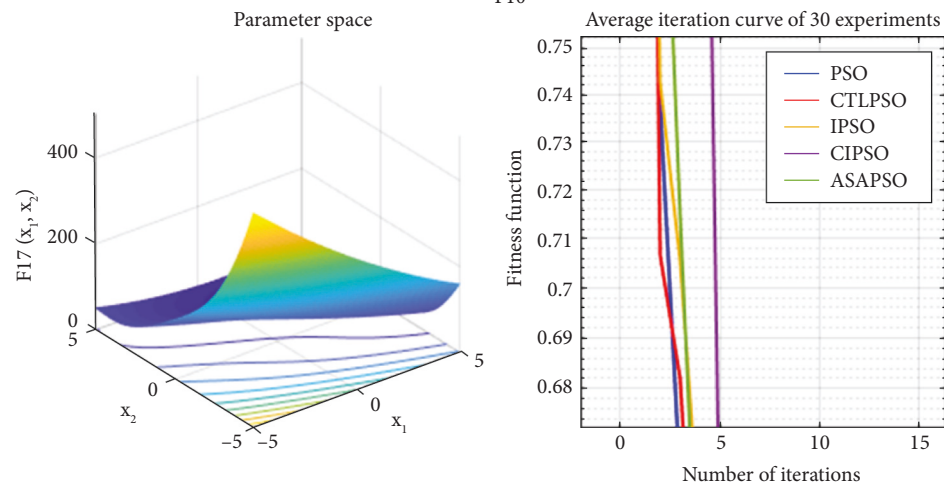 F16
Parameter space
F17 (x1, x2)
400
200
0
5
0
−5
x2
−5
0
5
x1
Average iteration curve of 30 experiments
Fitness function
0.75
0.74
0.73
0.72
0.71
0.7
0.69
0.68
PSO
CTLPSO
IPSO
CIPSO
ASAPSO
0
5
10
15
Number of iterations